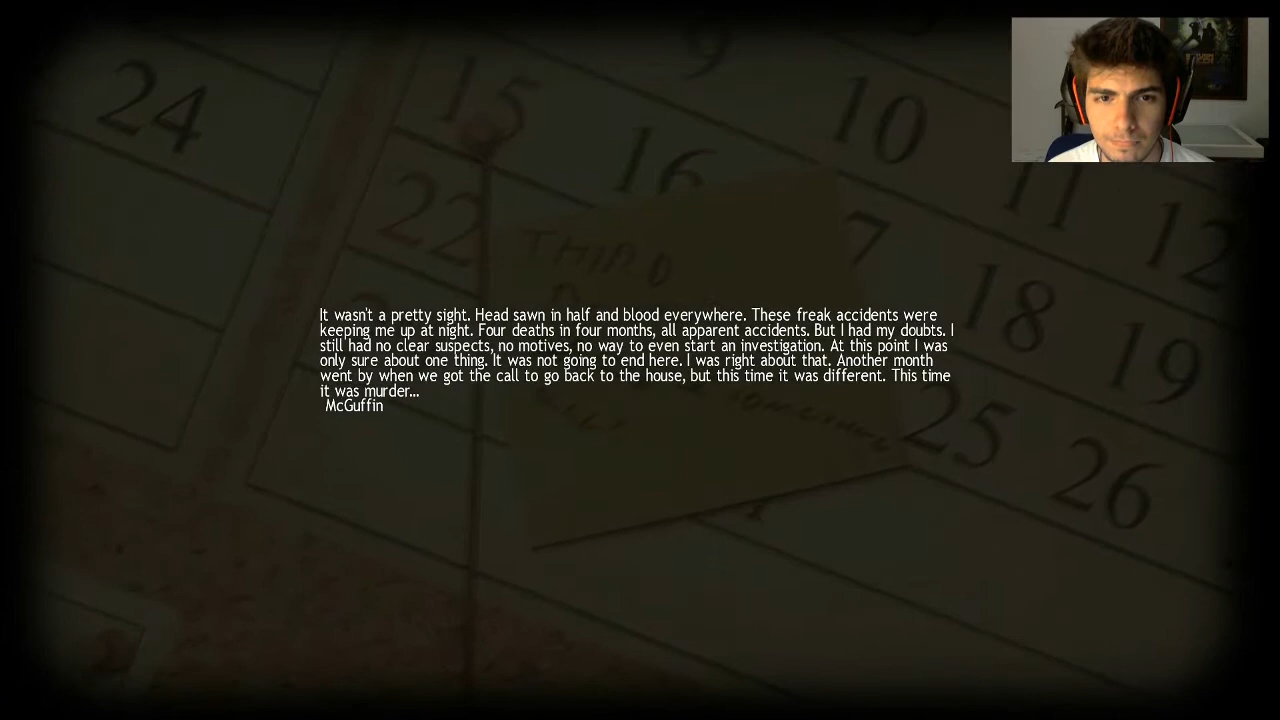 9
24
15
10
16
11
12
22
THIRD
7
18
19
It wasn't a pretty sight. Head sawn in half and blood everywhere. These freak accidents were
keeping me up at night. Four deaths in four months, all apparent accidents. But I had my doubts. I
still had no clear suspects, no motives, no way to even start an investigation. At this point I was
only sure about one thing. It was not going to end here. I was right about that. Another month
went by when we got the call to go back to the house, but this time it was different. This time
it was murder...
McGuffin
25
26